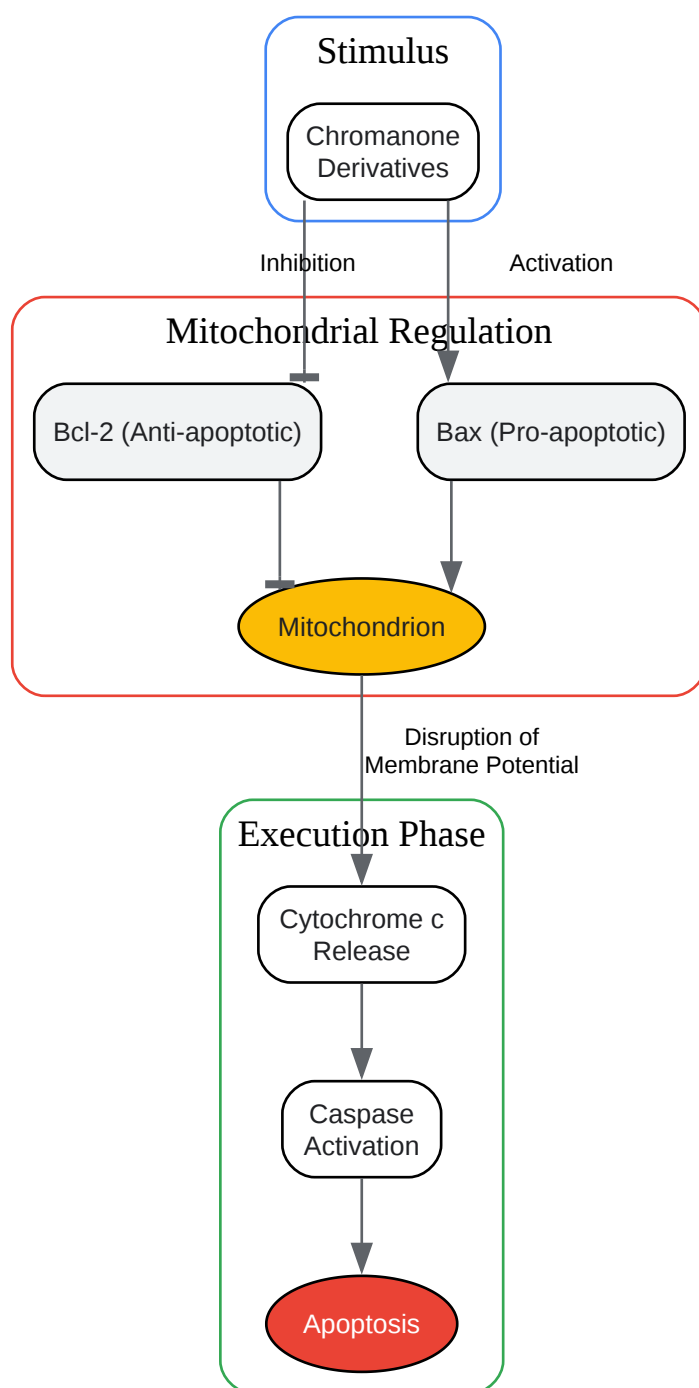 Stimulus
Chromanone
Derivatives
Inhibition
Activation
Mitochondrial Regulation
Bcl-2 (Anti-apoptotic)
Bax (Pro-apoptotic)
Mitochondrion
Disruption of
Membrane Potential
Execution Phase
Cytochrome c
Release
Caspase
Activation
Apoptosis